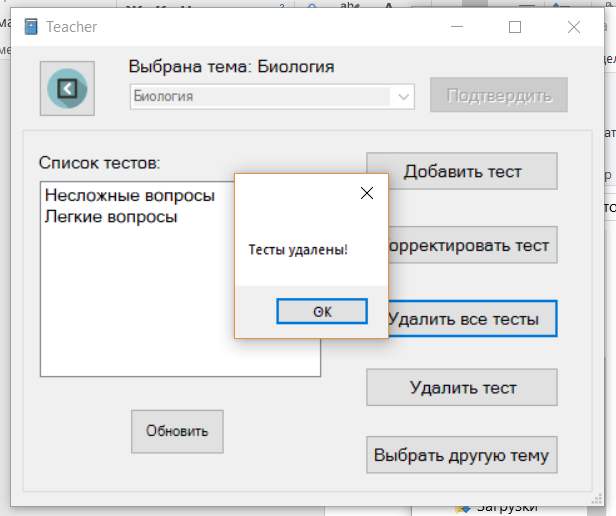 Teacher
Выбрана тема: Биология
Биология
Подтвердить
Список тестов:
Несложные вопросы
Легкие вопросы
Добавить тест
орректировать тест
Удалить все тесты
Удалить тест
Выбрать другую тему
Обновить
Тесты удалены!
OK
Загрузки